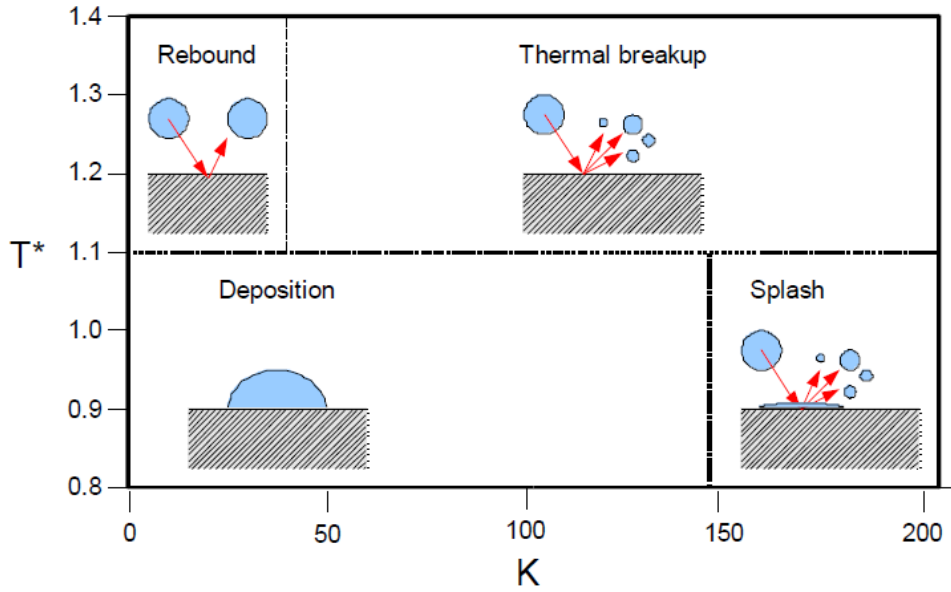 1.4
Rebound
Thermal breakup
1.3
1.2
T*
1.1
Deposition
Splash
1.0
0.9
0.8
0
50
100
150
200
K